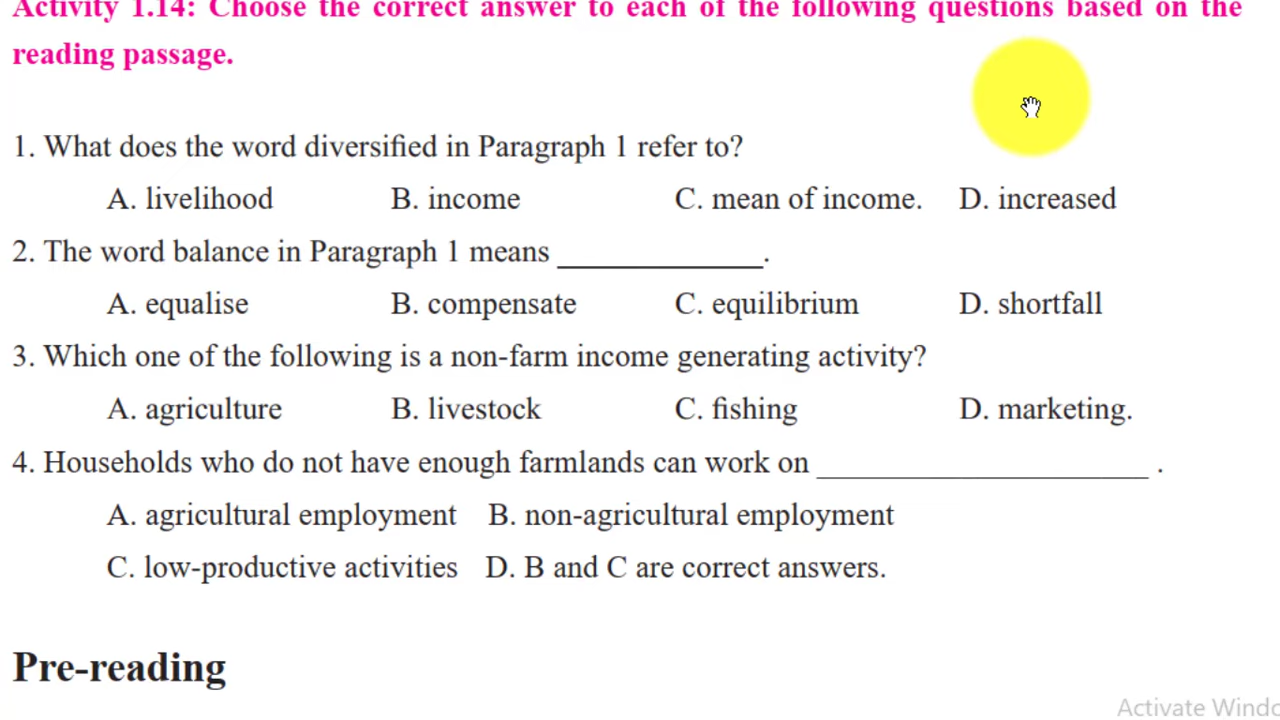 Activity 1.14: Choose the correct answer to each of the following questions based on the
reading passage.
1. What does the word diversified in Paragraph 1 refer to?
A. livelihood B. income C. mean of income. D. increased
2. The word balance in Paragraph 1 means _____________.
A. equalise B. compensate C. equilibrium D. shortfall
3. Which one of the following is a non-farm income generating activity?
A. agriculture B. livestock C. fishing D. marketing.
4. Households who do not have enough farmlands can work on _____________________ .
A. agricultural employment B. non-agricultural employment
C. low-productive activities D. B and C are correct answers.
Pre-reading
Activate Windo